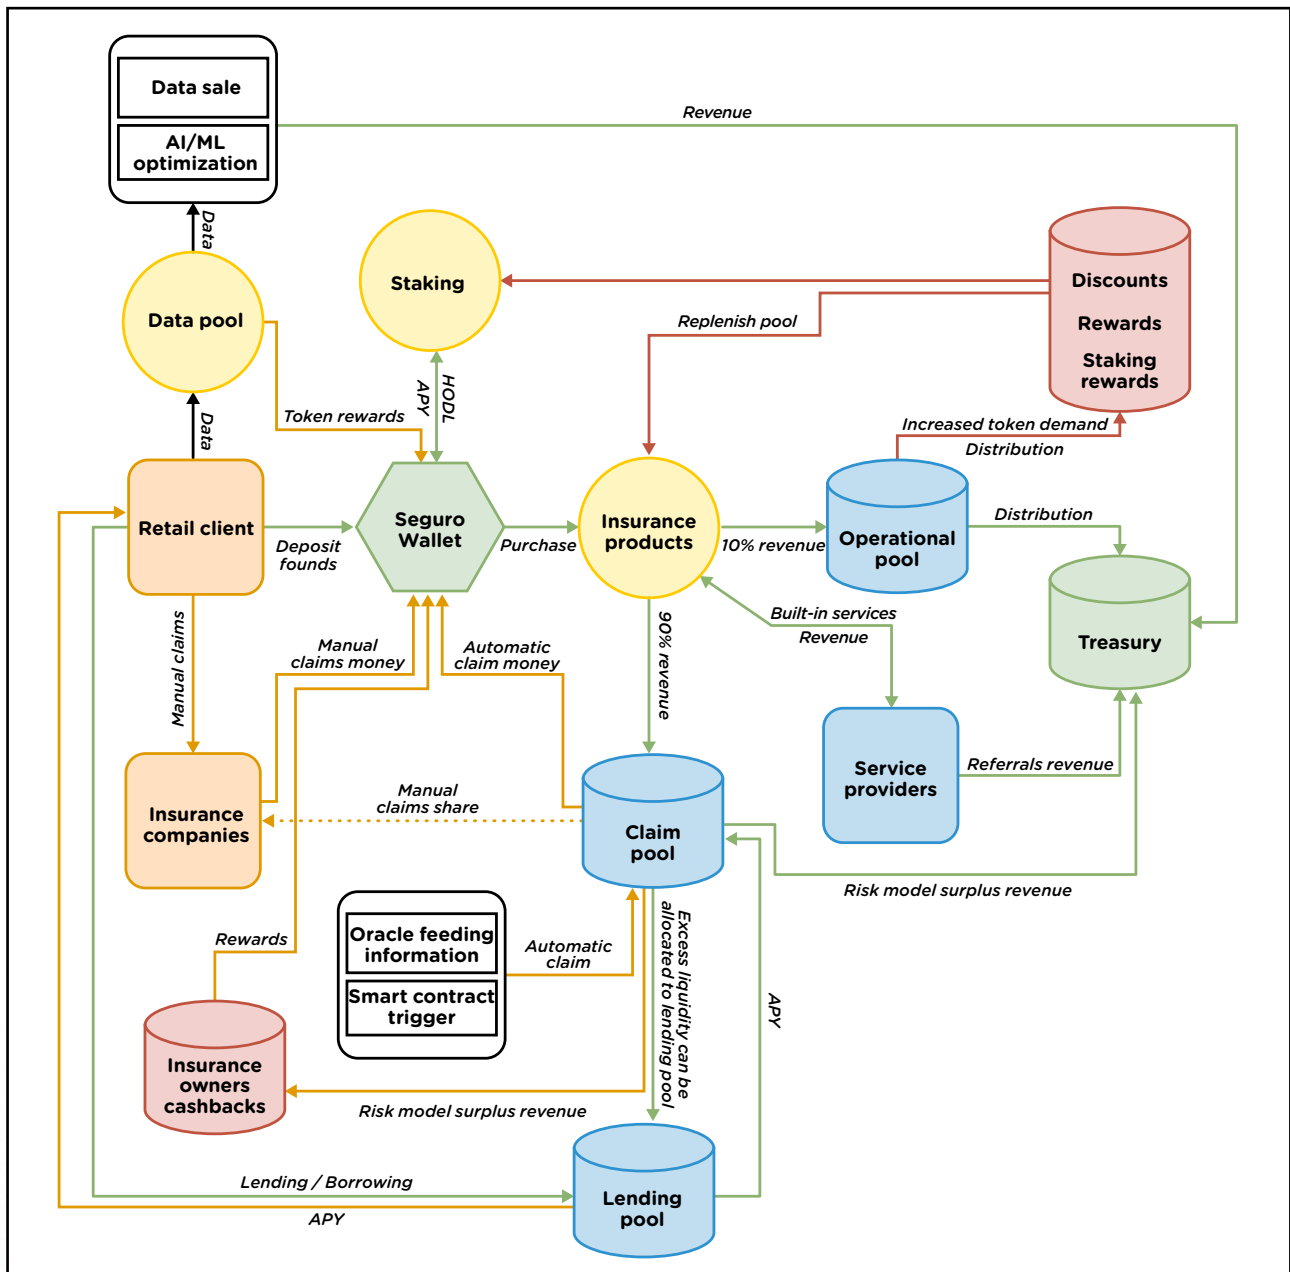 Data sale
AI/ML
optimization
Revenue
Data
Data pool
Staking
Discounts
Rewards
Staking
rewards
Replenish pool
HODL
APY
Token rewards
Data
Increased token demand
Distribution
Retail client
Deposit
founds
Seguro
Wallet
Purchase
Insurance
products
10% revenue
Operational
pool
Distribution
Treasury
Built-in services
Revenue
Manual claims
Manual
claims money
Automatic
claim money
90% revenue
Insurance
companies
Manual
claims share
Claim
pool
Service
providers
Referrals revenue
Risk model surplus revenue
Rewards
Oracle feeding
information
Smart contract
trigger
Automatic
claim
Excess liquidity can be
allocated to lending pool
APY
Insurance
owners
cashbacks
Risk model surplus revenue
Lending / Borrowing
APY
Lending
pool